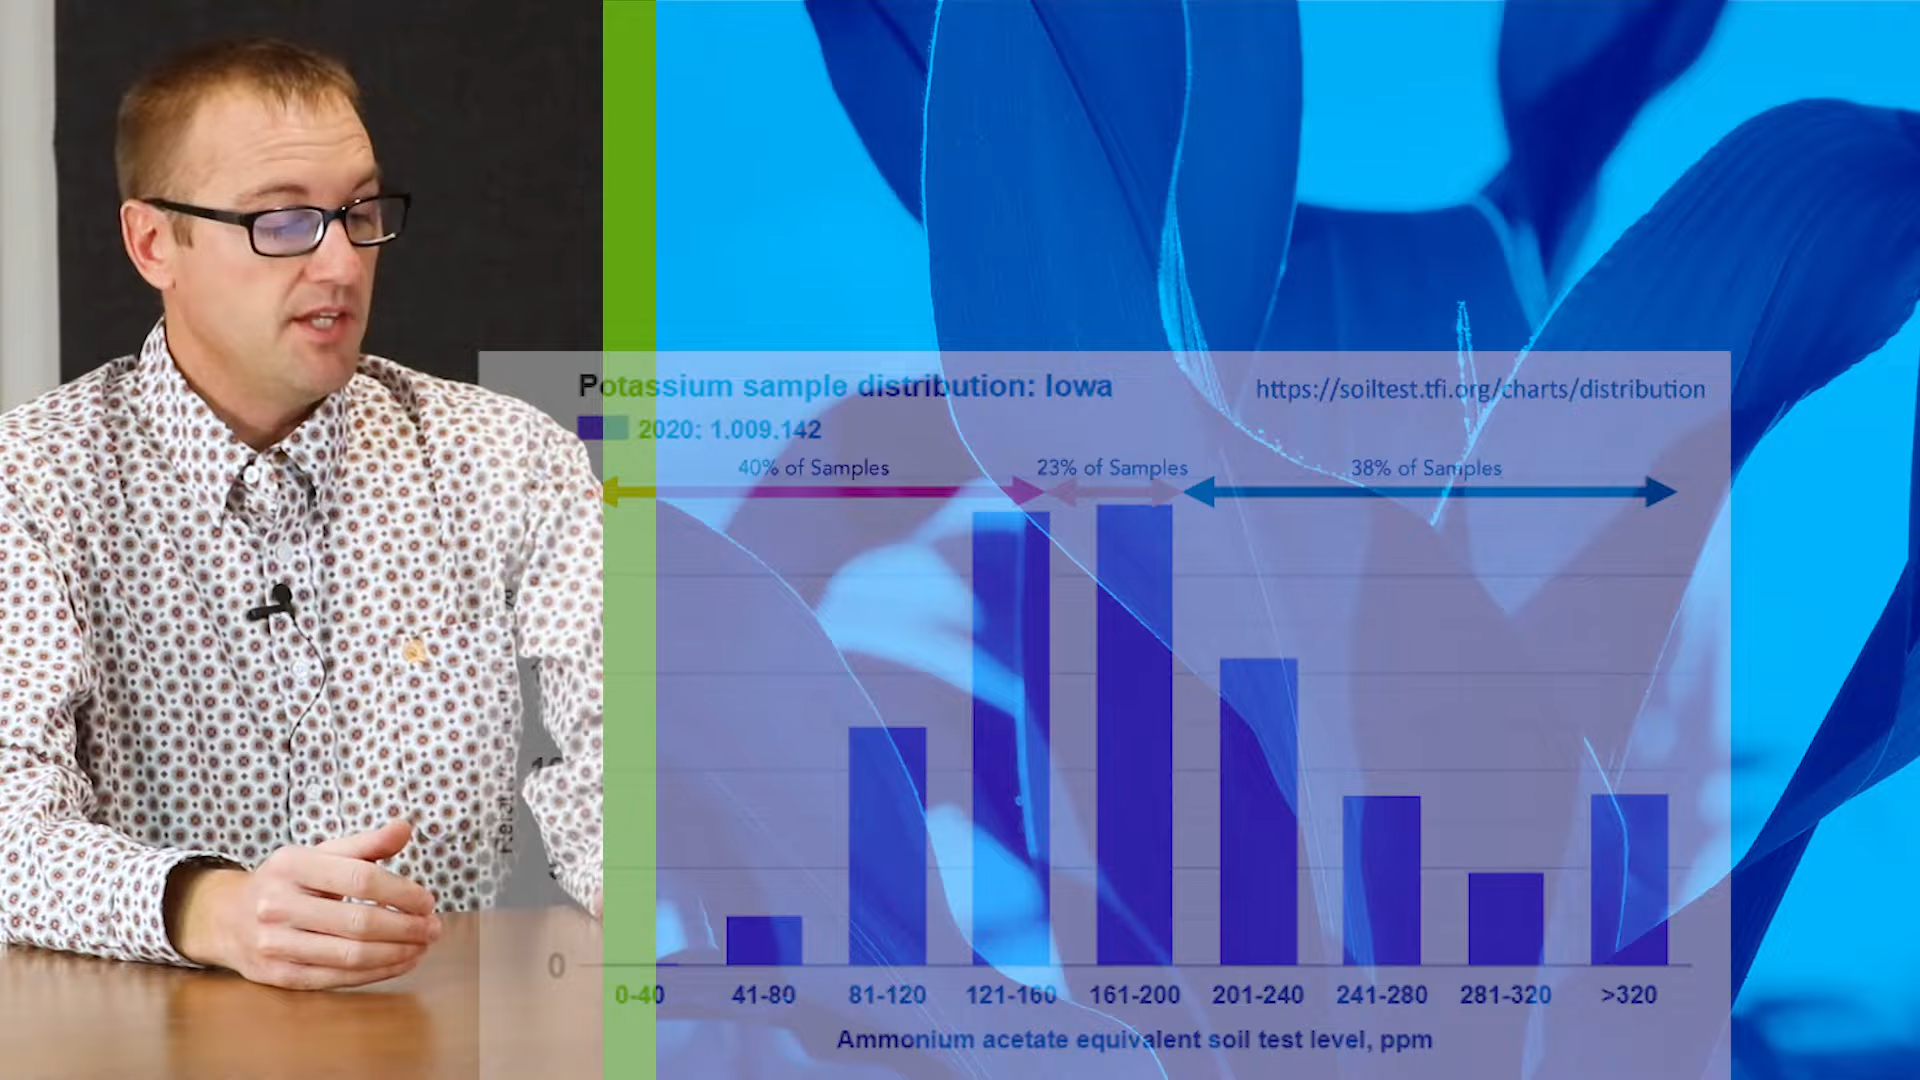 Potassium sample distribution: Iowa
https://soiltest.tfi.org/charts/distribution
2020: 1,009,142
40% of Samples
23% of Samples
38% of Samples
0
0-40
41-80
81-120
121-160
161-200
201-240
241-280
281-320
>320
Ammonium acetate equivalent soil test level, ppm